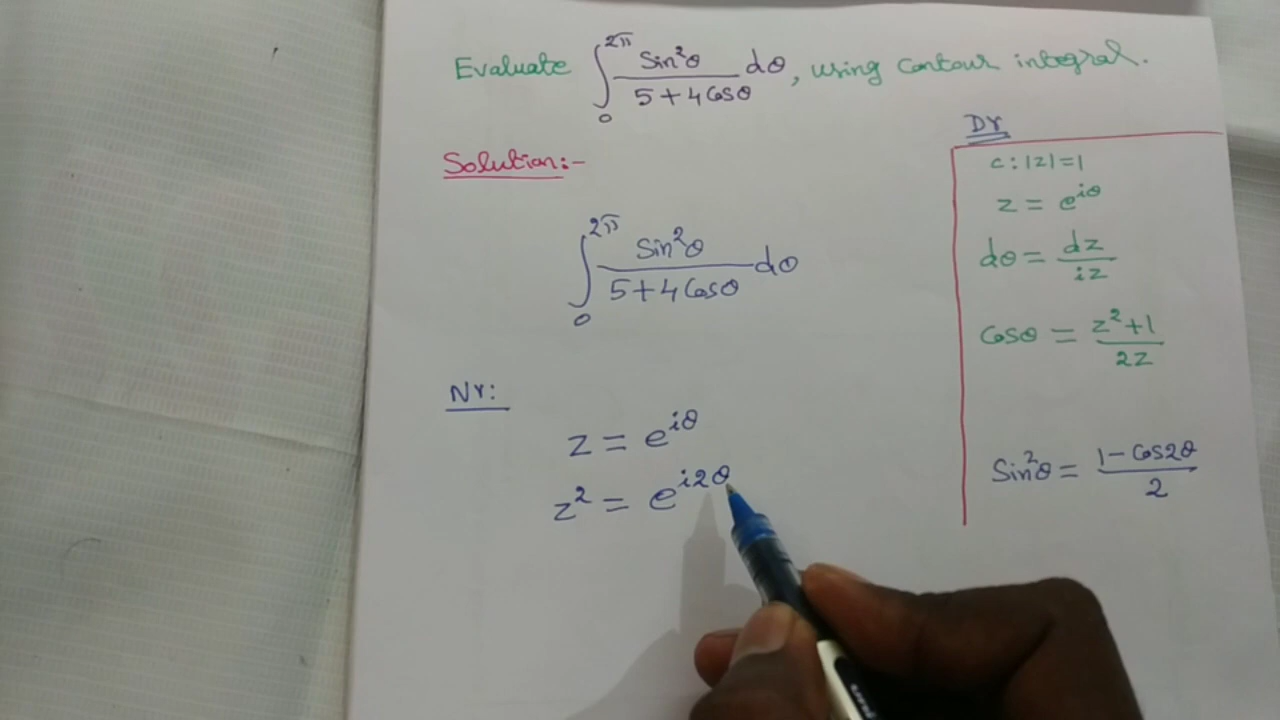 Evaluate ∫₀^2π Sin²θ / 5+4Cosθ dθ, using Contour integral.
Solution:-
∫₀^2π Sin²θ / 5+4Cosθ dθ
Nr:
z = e^iθ
z² = e^i2θ
Dr
c:|z|=1
z = e^iθ
dθ = dz / iz
Cosθ = z²+1 / 2z
Sin²θ = 1-Cos2θ / 2